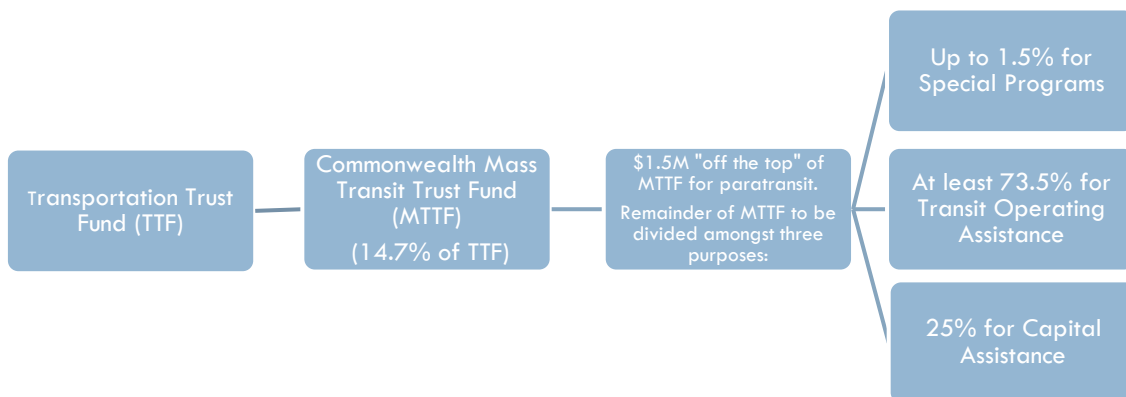 Transportation Trust
Fund (TTF)
Commonwealth Mass
Transit Trust Fund
(MTTF)
(14.7% of TTF)
$1.5M "off the top" of
MTTF for paratransit.
Remainder of MTTF to be
divided amongst three
purposes:
Up to 1.5% for
Special Programs
At least 73.5% for
Transit Operating
Assistance
25% for Capital
Assistance